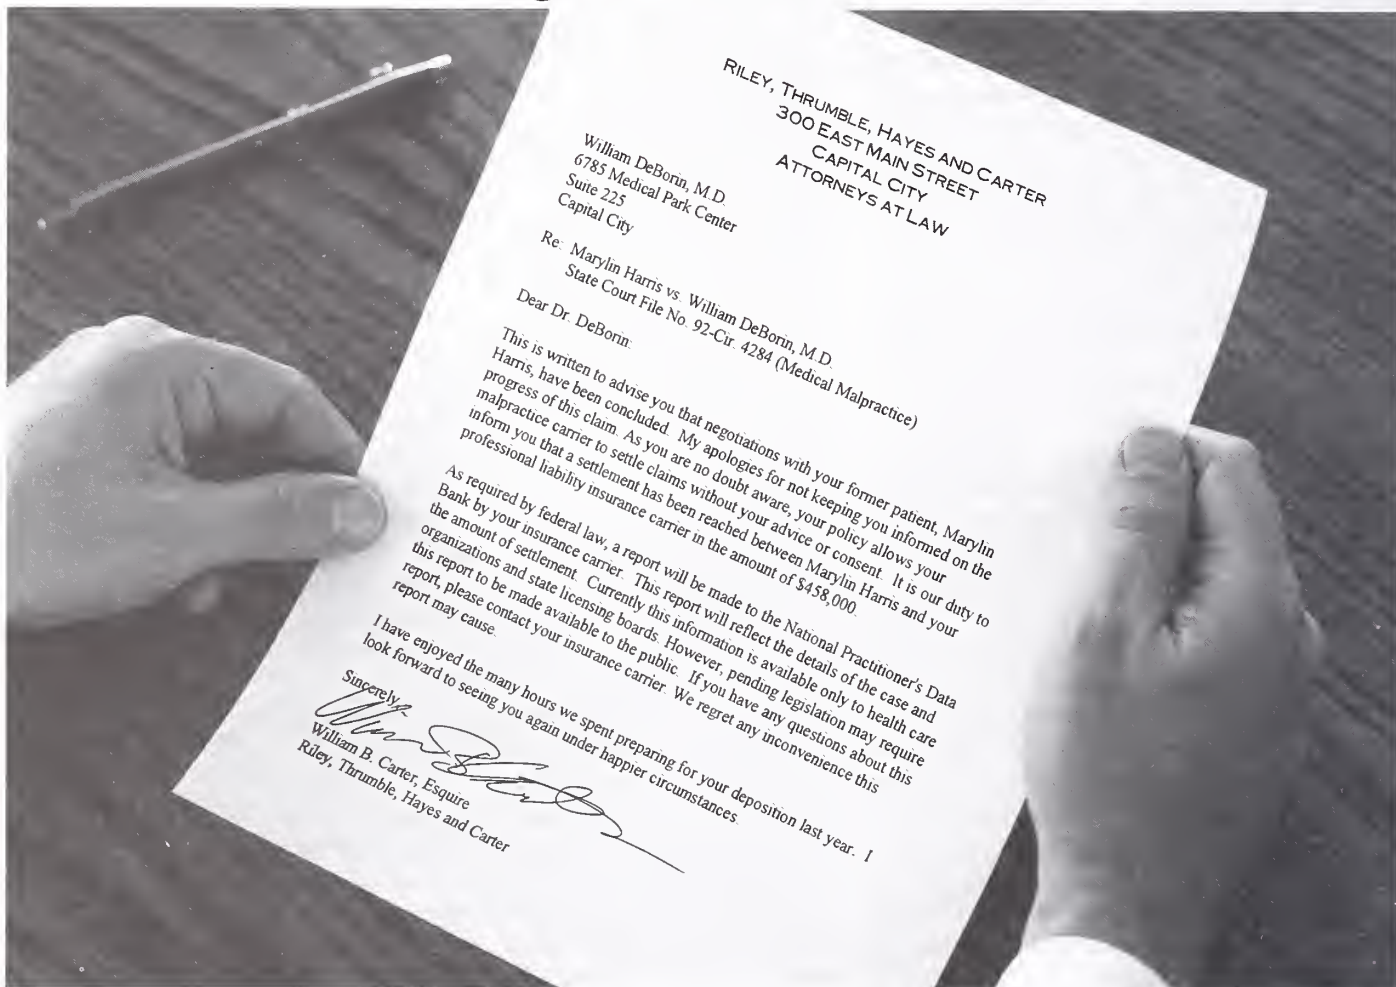 RILEY, THRUMBLE, HAYES AND CARTER
300 EAST MAIN STREET
CAPITAL CITY
ATTORNEYS AT LAW
William DeBorin, M.D.
6785 Medical Park Center
Suite 225
Capital City
Re: Marylin Harris vs. William DeBorin, M.D.
State Court File No. 92-Cir. 4284 (Medical Malpractice)
Dear Dr. DeBorin:
This is written to advise you that negotiations with your former patient, Marylin
Harris, have been concluded. My apologies for not keeping you informed on the
progress of this claim. As you are no doubt aware, your policy allows your
malpractice carrier to settle claims without your advice or consent. It is our duty to
inform you that a settlement has been reached between Marylin Harris and your
professional liability insurance carrier in the amount of $458,000.
As required by federal law, a report will be made to the National Practitioner's Data
Bank by your insurance carrier. This report will reflect the details of the case and
the amount of settlement. Currently this information is available only to health care
organizations and state licensing boards. However, pending legislation may require
this report to be made available to the public. If you have any questions about this
report, please contact your insurance carrier. We regret any inconvenience this
report may cause.
I have enjoyed the many hours we spent preparing for your deposition last year. I
look forward to seeing you again under happier circumstances.
Sincerely,
William B. Carter, Esquire
Riley, Thrumble, Hayes and Carter